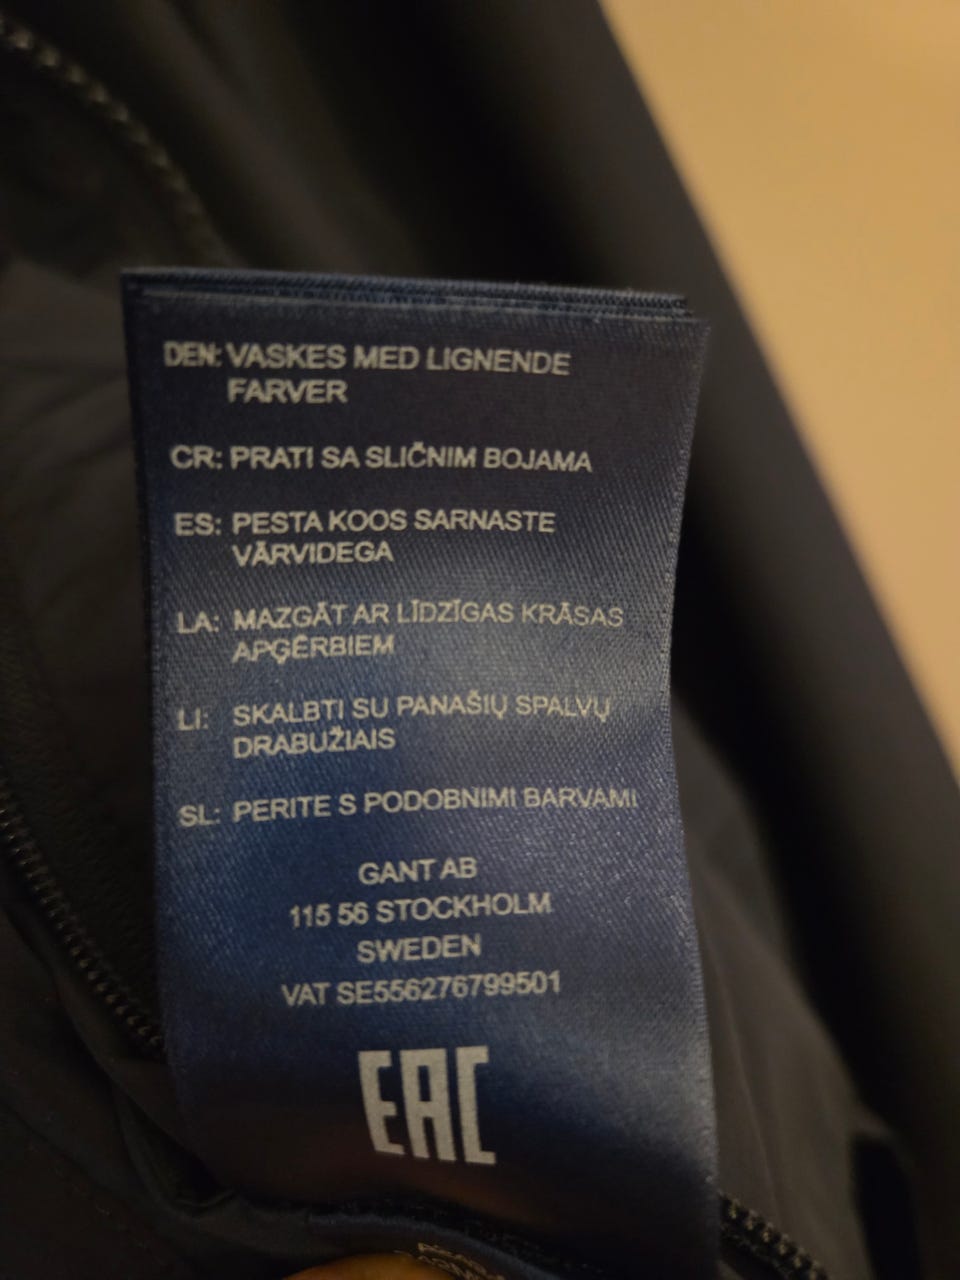 DEN: VASKES MED LIGNENDE
FARVER
CR: PRATI SA SLIČNIM BOJAMA
ES: PESTA KOOS SARNASTE
VÄRVIDEGA
LA: MAZGĀT AR LĪDZĪGAS KRĀSAS
APĢĒRBIEM
LI: SKALBTI SU PANAŠIŲ SPALVŲ
DRABUŽIAIS
SL: PERITE S PODOBNIMI BARVAMI
GANT AB
115 56 STOCKHOLM
SWEDEN
VAT SE556276799501
EAC